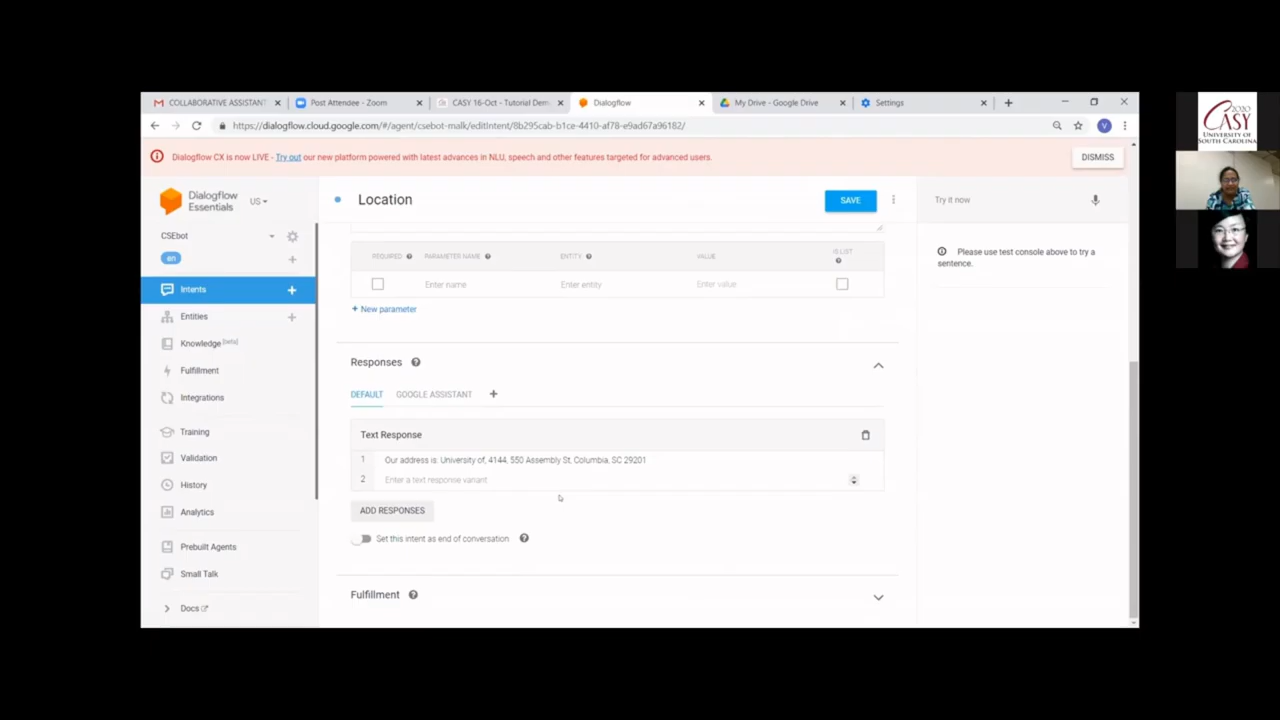 COLLABORATIVE ASSISTANT
Post Attendee - Zoom
CASY 16-Oct - Tutorial Dem
Dialogflow
My Drive - Google Drive
Settings
https://dialogflow.cloud.google.com/#/agent/csebot-malk/editIntent/8b295cab-b1ce-4410-af78-e9ad67a96182/
V
Dialogflow CX is now LIVE - Try out our new platform powered with latest advances in NLU, speech and other features targeted for advanced users.
DISMISS
Dialogflow
Essentials
US
Location
SAVE
Try it now
CSEbot
en
Please use test console above to try a
sentence.
Intents
Entities
Knowledge [beta]
Fulfillment
Integrations
Training
Validation
History
Analytics
Prebuilt Agents
Small Talk
Docs
REQUIRED
PARAMETER NAME
ENTITY
VALUE
IS LIST
Enter name
Enter entity
Enter value
+ New parameter
Responses
DEFAULT
GOOGLE ASSISTANT
Text Response
1 Our address is: University of, 4144, 550 Assembly St, Columbia, SC 29201
2 Enter a text response variant
ADD RESPONSES
Set this intent as end of conversation
Fulfillment
2020
CASY
UNIVERSITY OF
SOUTH CAROLINA